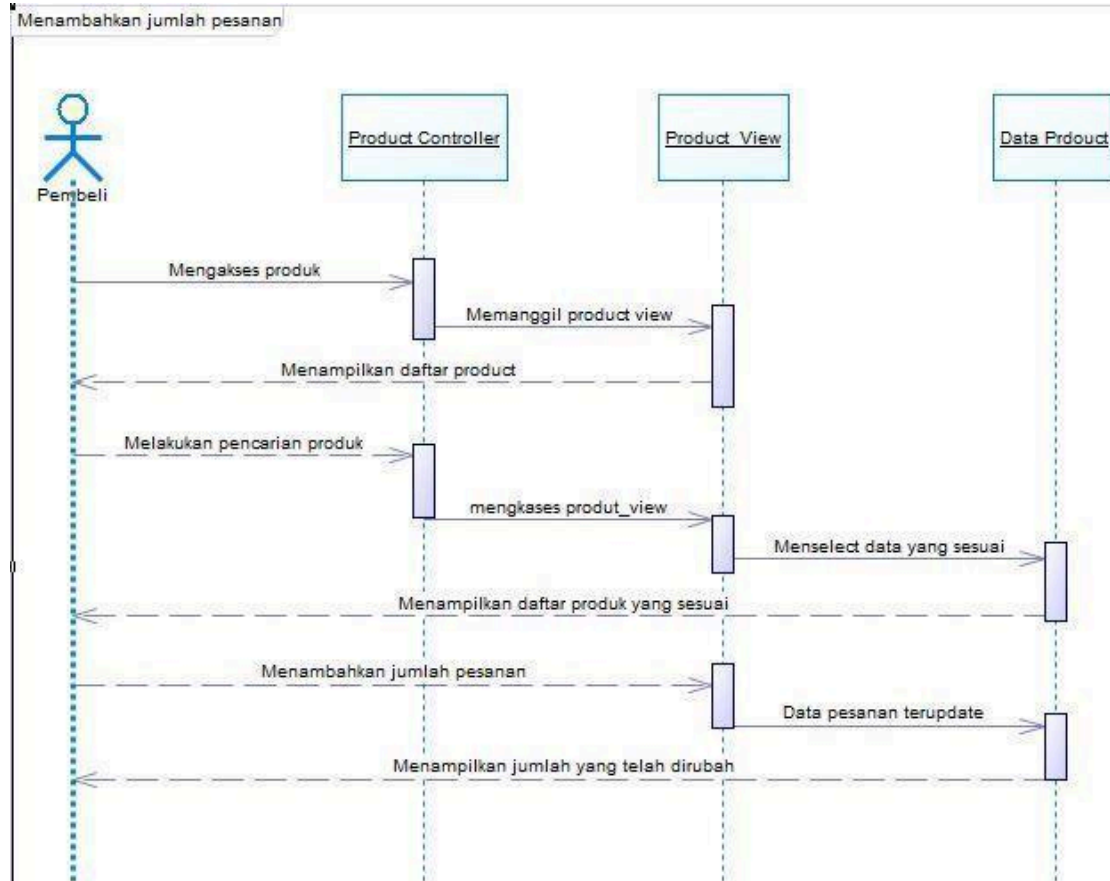 Menambahkan jumlah pesanan
Product Controller
Product_View
Data Prdouct
Pembeli
Mengakses produk
Memanggil product view
Menampilkan daftar product
Melakukan pencarian produk
mengkases produt_view
Menselect data yang sesuai
Menampilkan daftar produk yang sesuai
Menambahkan jumlah pesanan
Data pesanan terupdate
Menampilkan jumlah yang telah dirubah